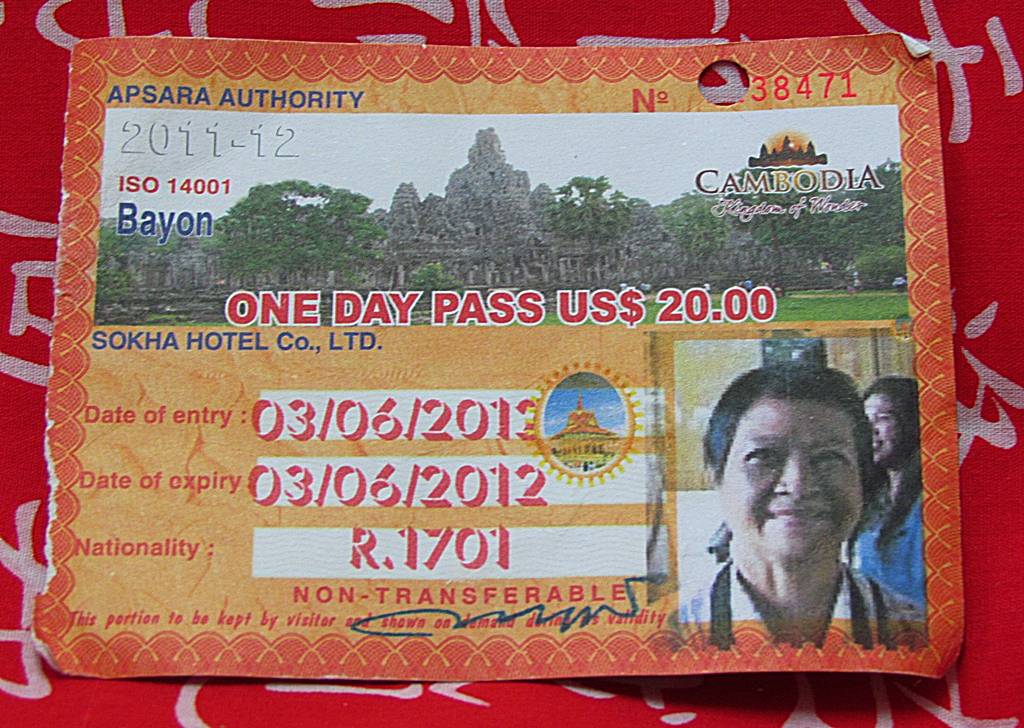 APSARA AUTHORITY
Nº 38471
2011-12
ISO 14001
Bayon
CAMBODIA
Kingdom of Wonder
ONE DAY PASS US$ 20.00
SOKHA HOTEL Co., LTD.
Date of entry : 03/06/2012
Date of expiry 03/06/2012
Nationality : R.1701
NON-TRANSFERABLE
This portion to be kept by visitor and shown on demand during its validity